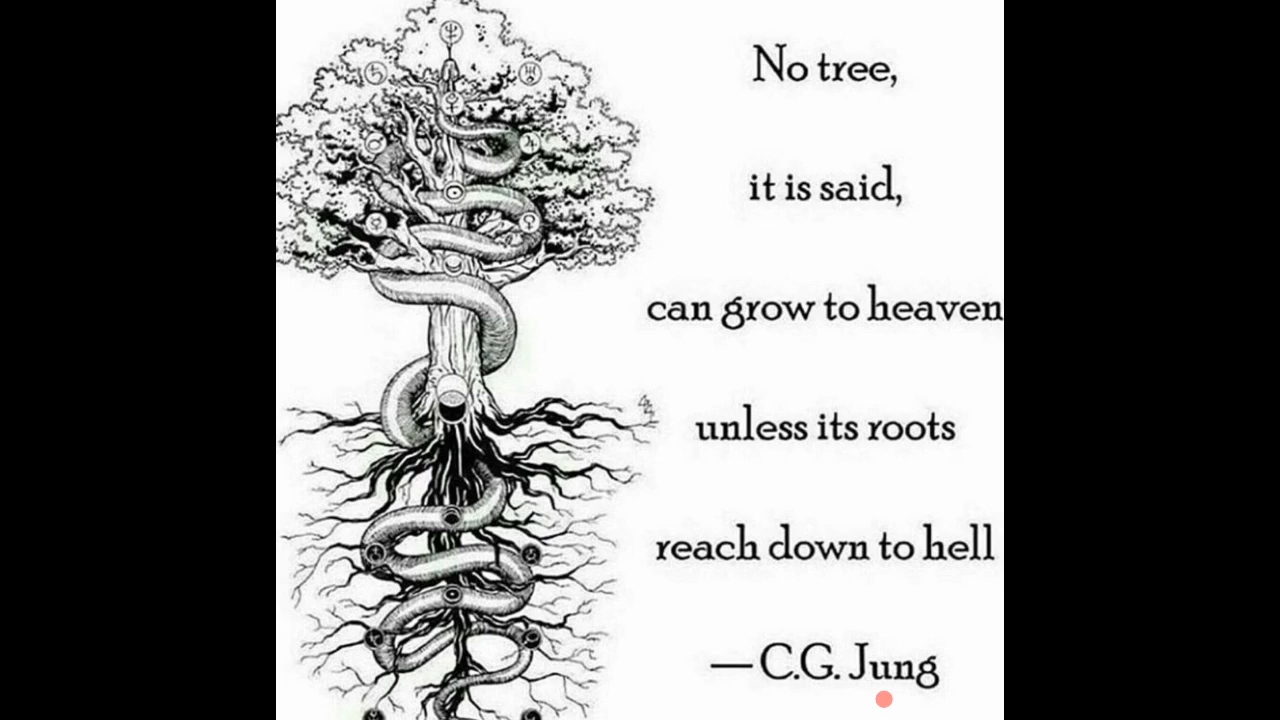 No tree,
it is said,
can grow to heaven
unless its roots
reach down to hell
— C.G. Jung